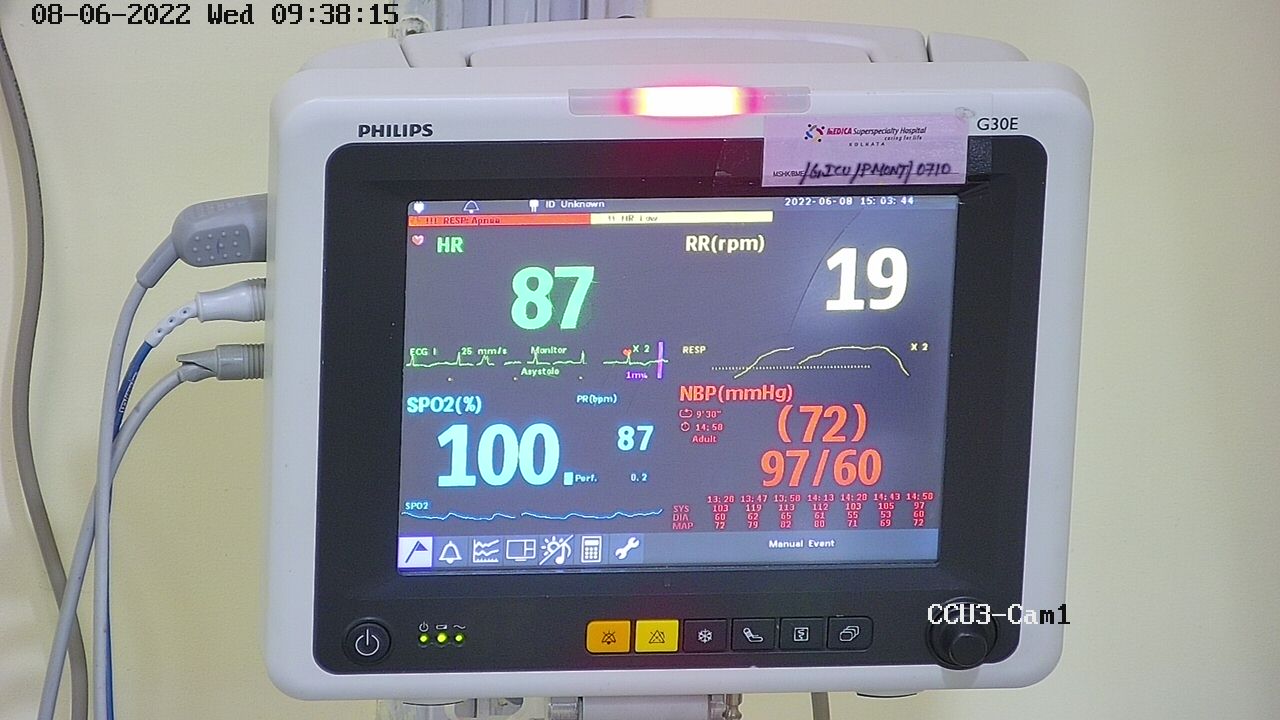 08-06-2022 Wed 09:38:15
PHILIPS
MEDICA Superspecialty Hospital
caring for life
KOLKATA
G30E
/GICU/PMONT/0710
ID Unknown
2022-06-08 15:03:44
!!! RESP: Apnea
!! HR Low
HR
87
RR(rpm)
19
ECG I 25 mm/s Monitor X 2
Asystole
1mv
RESP X 2
SPO2(%)
PR(bpm)
100
87
Perf. 0.2
NBP(mmHg)
9'30"
14:58
Adult
(72)
97/60
SPO2
13:28 13:47 13:58 14:13 14:28 14:43 14:58
SYS 103 119 113 112 103 105 97
DIA 60 62 65 61 55 53 60
MAP 72 79 82 80 71 69 72
Manual Event
CCU3-Cam1